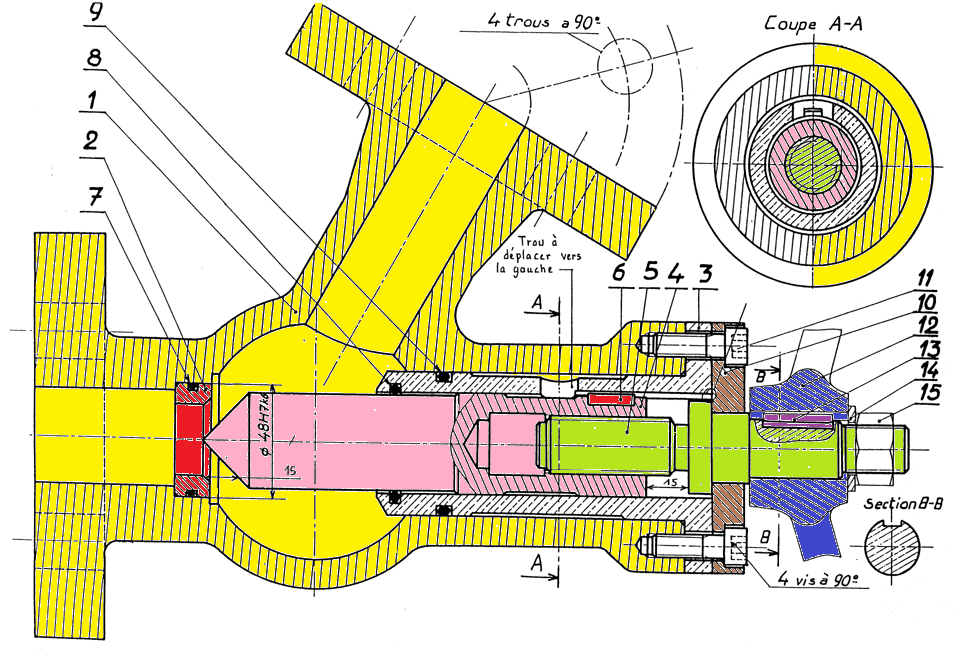 9
8
1
2
7
4 trous a 90°
Coupe A-A
Trou à
déplacer vers
la gauche
6
5
4
3
11
10
12
13
14
15
A
B
φ 48H7k6
15
15
Section B-B
A
B
4 vis à 90°